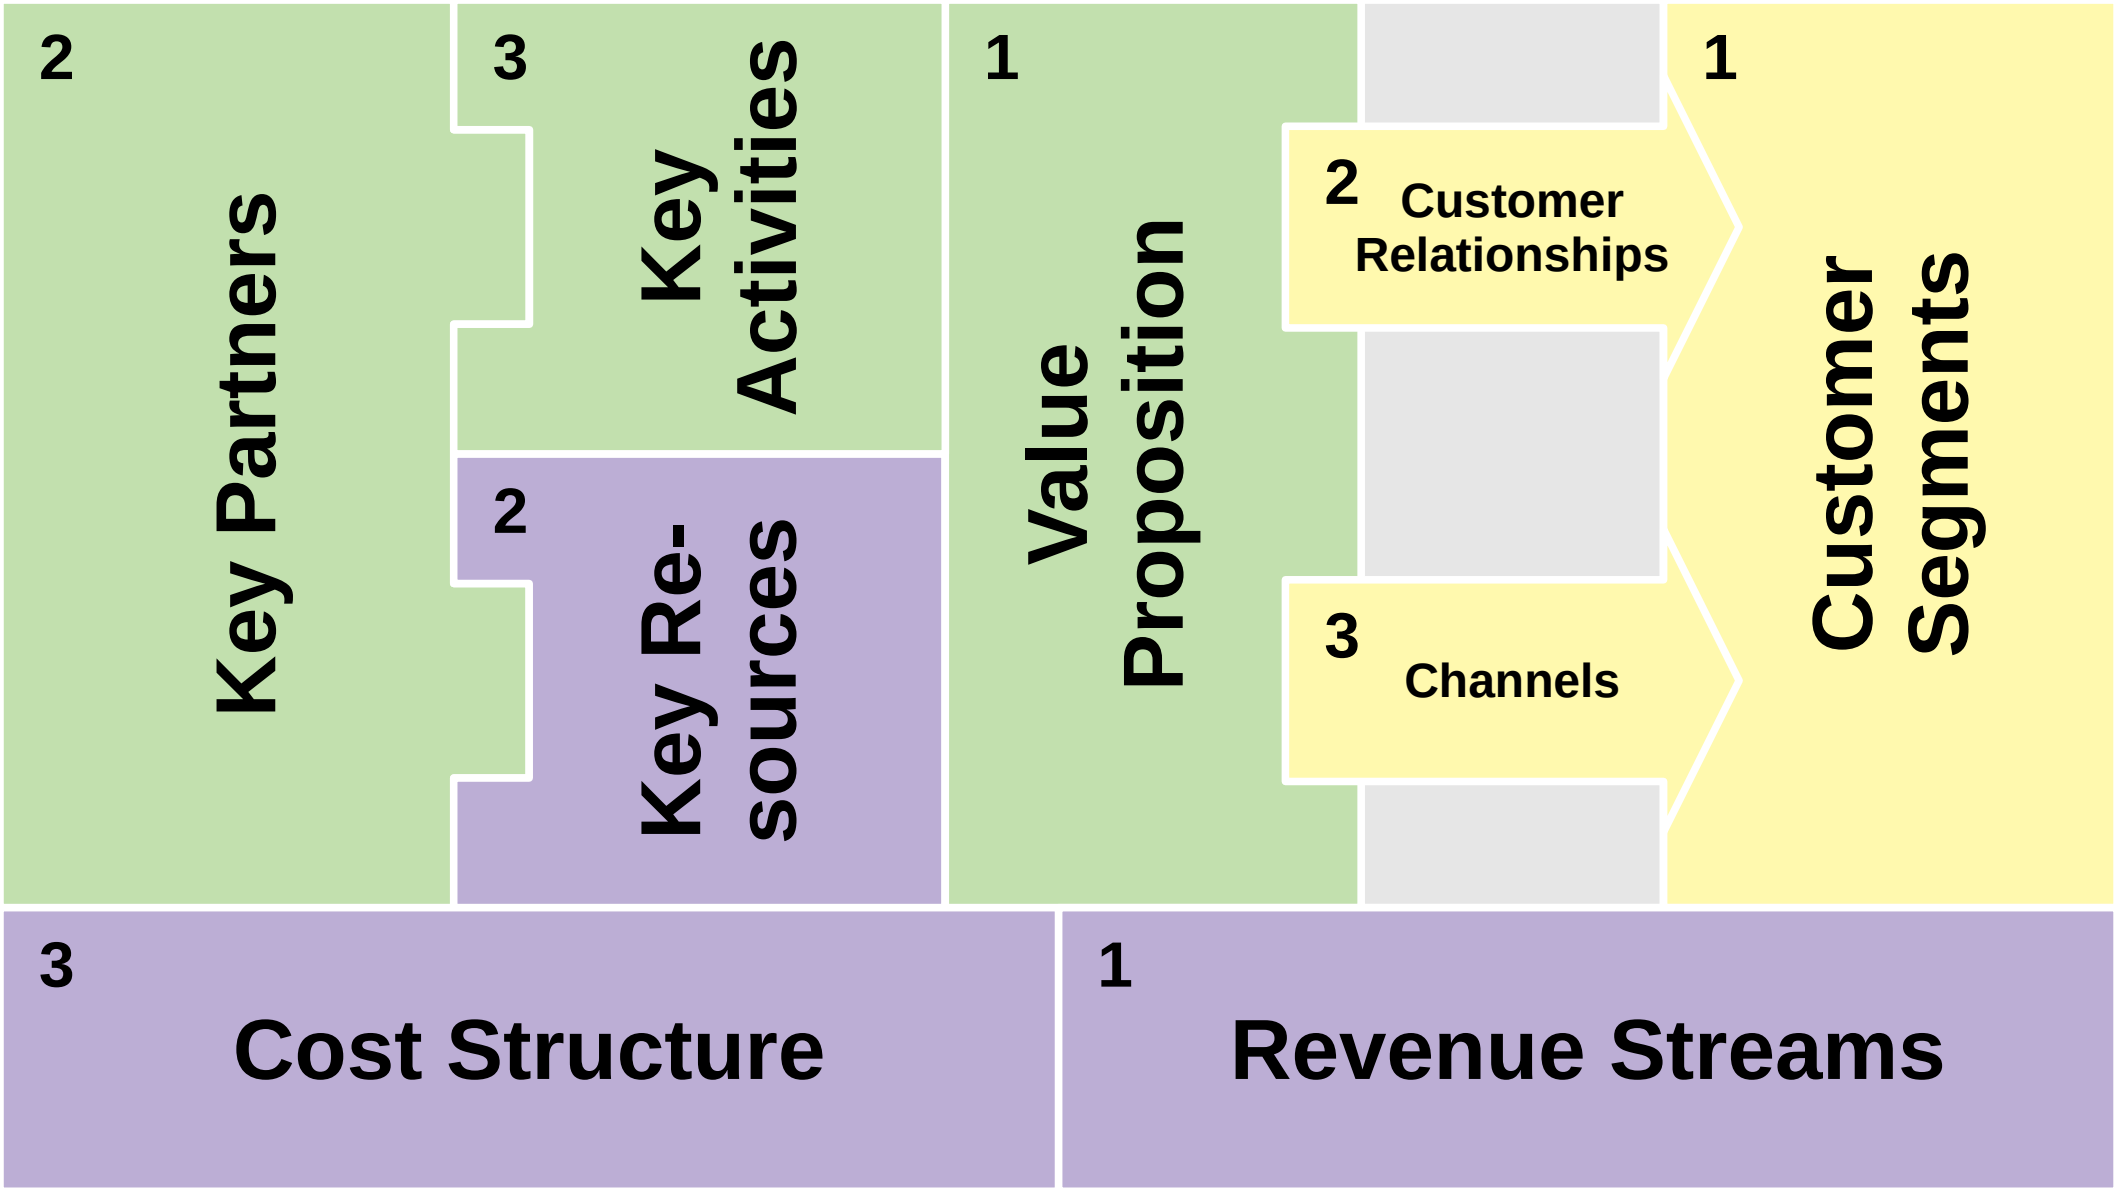 2
Key Partners
3
Key
Activities
2
Key Re-
sources
1
Value
Proposition
2
Customer
Relationships
3
Channels
1
Customer
Segments
3
Cost Structure
1
Revenue Streams